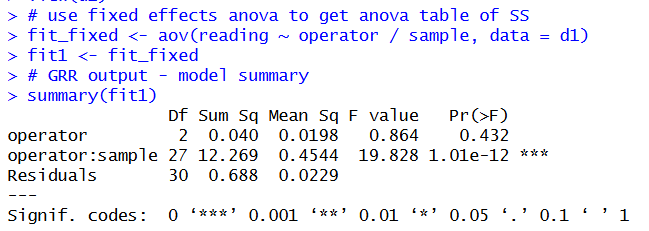 > # use fixed effects anova to get anova table of SS
> fit_fixed <- aov(reading ~ operator / sample, data = d1)
> fit1 <- fit_fixed
> # GRR output - model summary
> summary(fit1)
                Df Sum Sq Mean Sq F value   Pr(>F)    
operator         2  0.040  0.0198   0.864    0.432    
operator:sample 27 12.269  0.4544  19.828 1.01e-12 ***
Residuals       30  0.688  0.0229                     
---
Signif. codes:  0 ‘***’ 0.001 ‘**’ 0.01 ‘*’ 0.05 ‘.’ 0.1 ‘ ’ 1